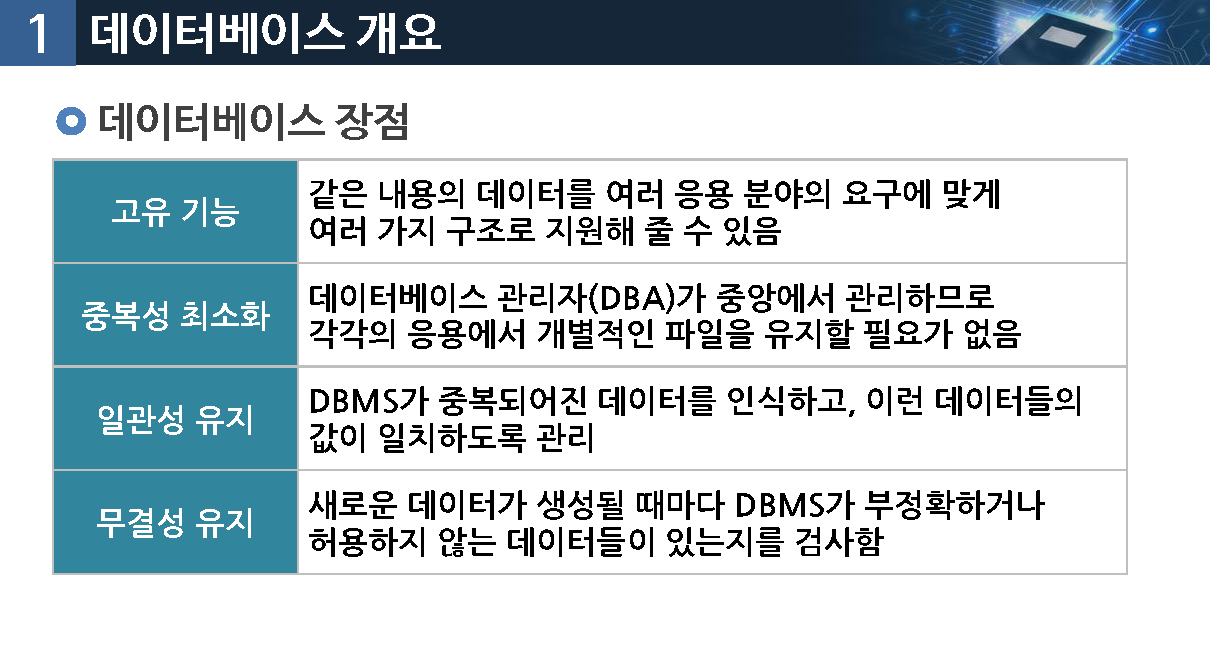 1 데이터베이스 개요
데이터베이스 장점
고유 기능
같은 내용의 데이터를 여러 응용 분야의 요구에 맞게
여러 가지 구조로 지원해 줄 수 있음
중복성 최소화
데이터베이스 관리자(DBA)가 중앙에서 관리하므로
각각의 응용에서 개별적인 파일을 유지할 필요가 없음
일관성 유지
DBMS가 중복되어진 데이터를 인식하고, 이런 데이터들의
값이 일치하도록 관리
무결성 유지
새로운 데이터가 생성될 때마다 DBMS가 부정확하거나
허용하지 않는 데이터들이 있는지를 검사함